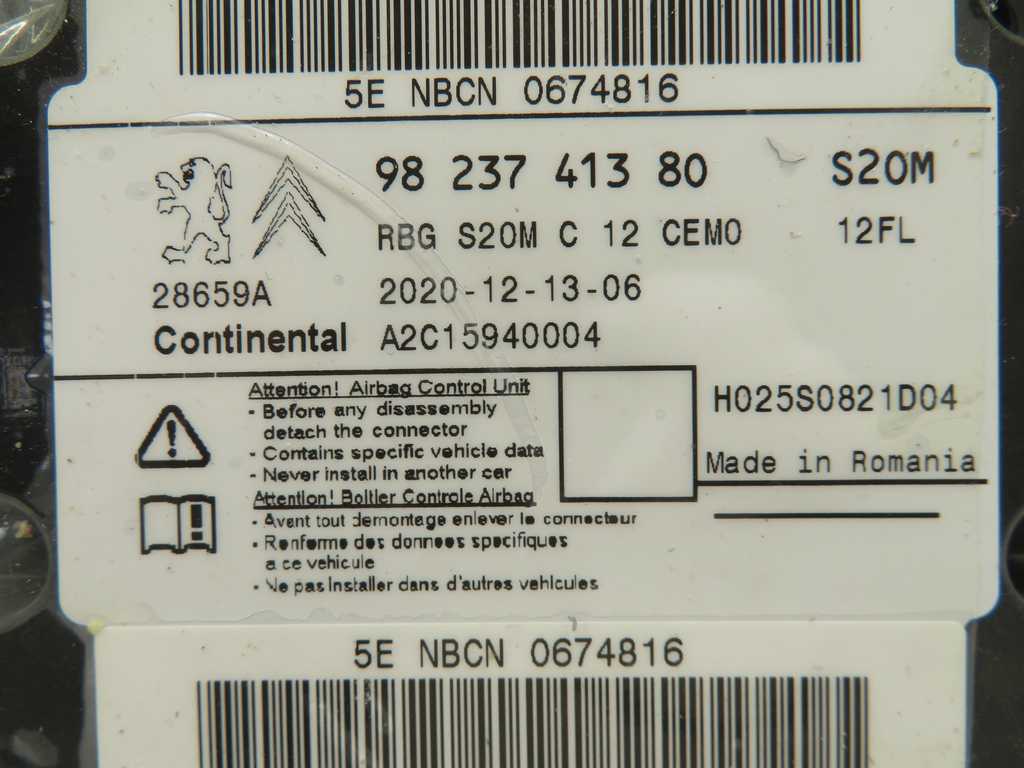 5E NBCN 0674816
98 237 413 80 S20M
RBG S20M C 12 CEMO 12FL
28659A 2020-12-13-06
Continental A2C15940004
Attention! Airbag Control Unit
- Before any disassembly
detach the connector
- Contains specific vehicle data
- Never install in another car
H025S0821D04
Made in Romania
Attention! Boitier Controle Airbag
- Avant tout demontage enlever le connecteur
- Renferme des donnees specifiques
a ce vehicule
- Ne pas installer dans d'autres vehicules
5E NBCN 0674816